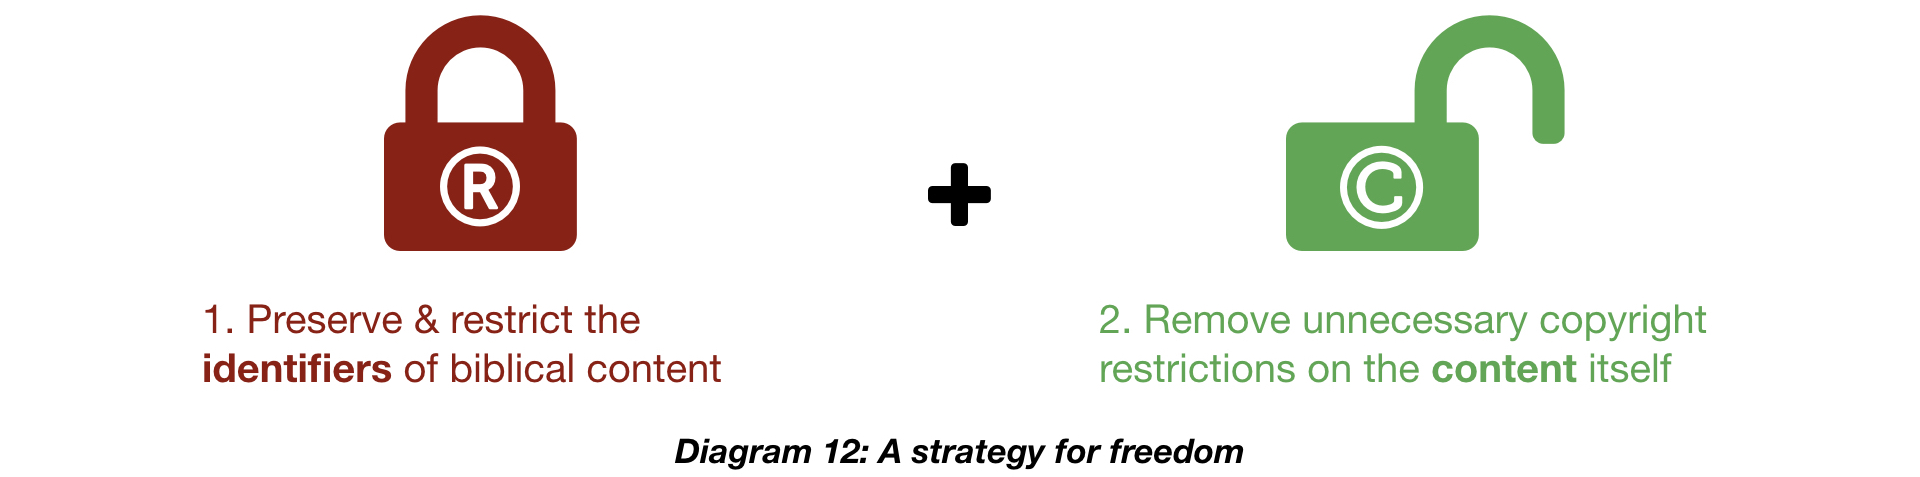 ®
©
1. Preserve & restrict the
identifiers of biblical content
2. Remove unnecessary copyright
restrictions on the content itself
Diagram 12: A strategy for freedom